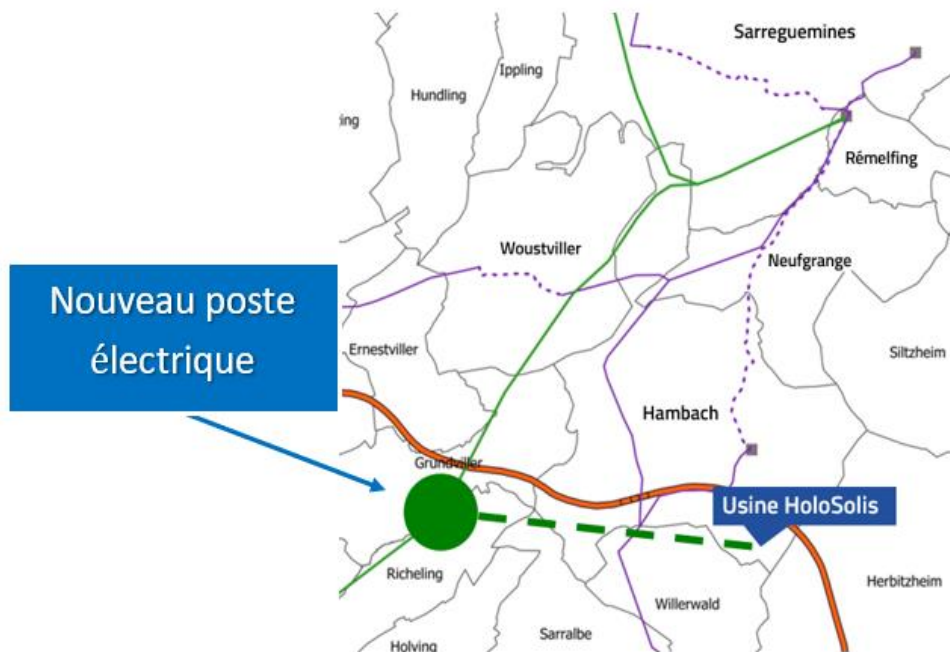 Sarreguemines
Ippling
Hundling
ing
Rémelfing
Woustviller
Neufgrange
Nouveau poste
électrique
Ernestviller
Siltzheim
Hambach
Grundviller
Usine HoloSolis
Richeling
Herbitzheim
Willerwald
Sarralbe
Holving